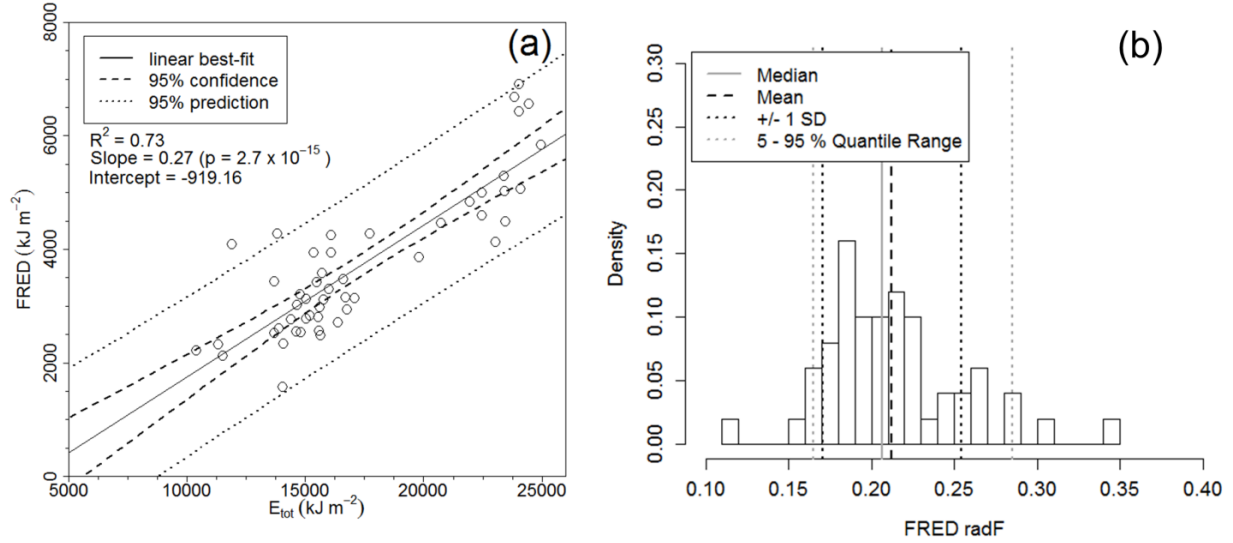 (a)
linear best-fit
95% confidence
95% prediction
R² = 0.73
Slope = 0.27 (p = 2.7 x 10⁻¹⁵ )
Intercept = -919.16
FRED (kJ m⁻²)
8000
6000
4000
2000
0
5000 10000 15000 20000 25000
Etot (kJ m⁻²)
(b)
Median
Mean
+/- 1 SD
5 - 95 % Quantile Range
Density
0.30
0.25
0.20
0.15
0.10
0.05
0.00
0.10 0.15 0.20 0.25 0.30 0.35 0.40
FRED radF